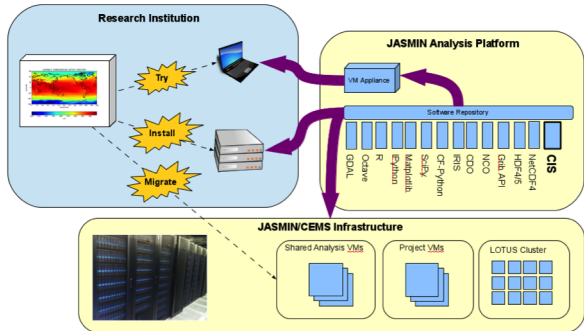 Research Institution
Try
Install
Migrate
JASMIN Analysis Platform
VM Appliance
Software Repository
GDAL
Octave
R
IPython
Matplotlib
SciPy
CF-Python
IRIS
CDO
NCO
Grib API
HDF4/5
NetCDF4
CIS
JASMIN/CEMS Infrastructure
Shared Analysis VMs
Project VMs
LOTUS Cluster